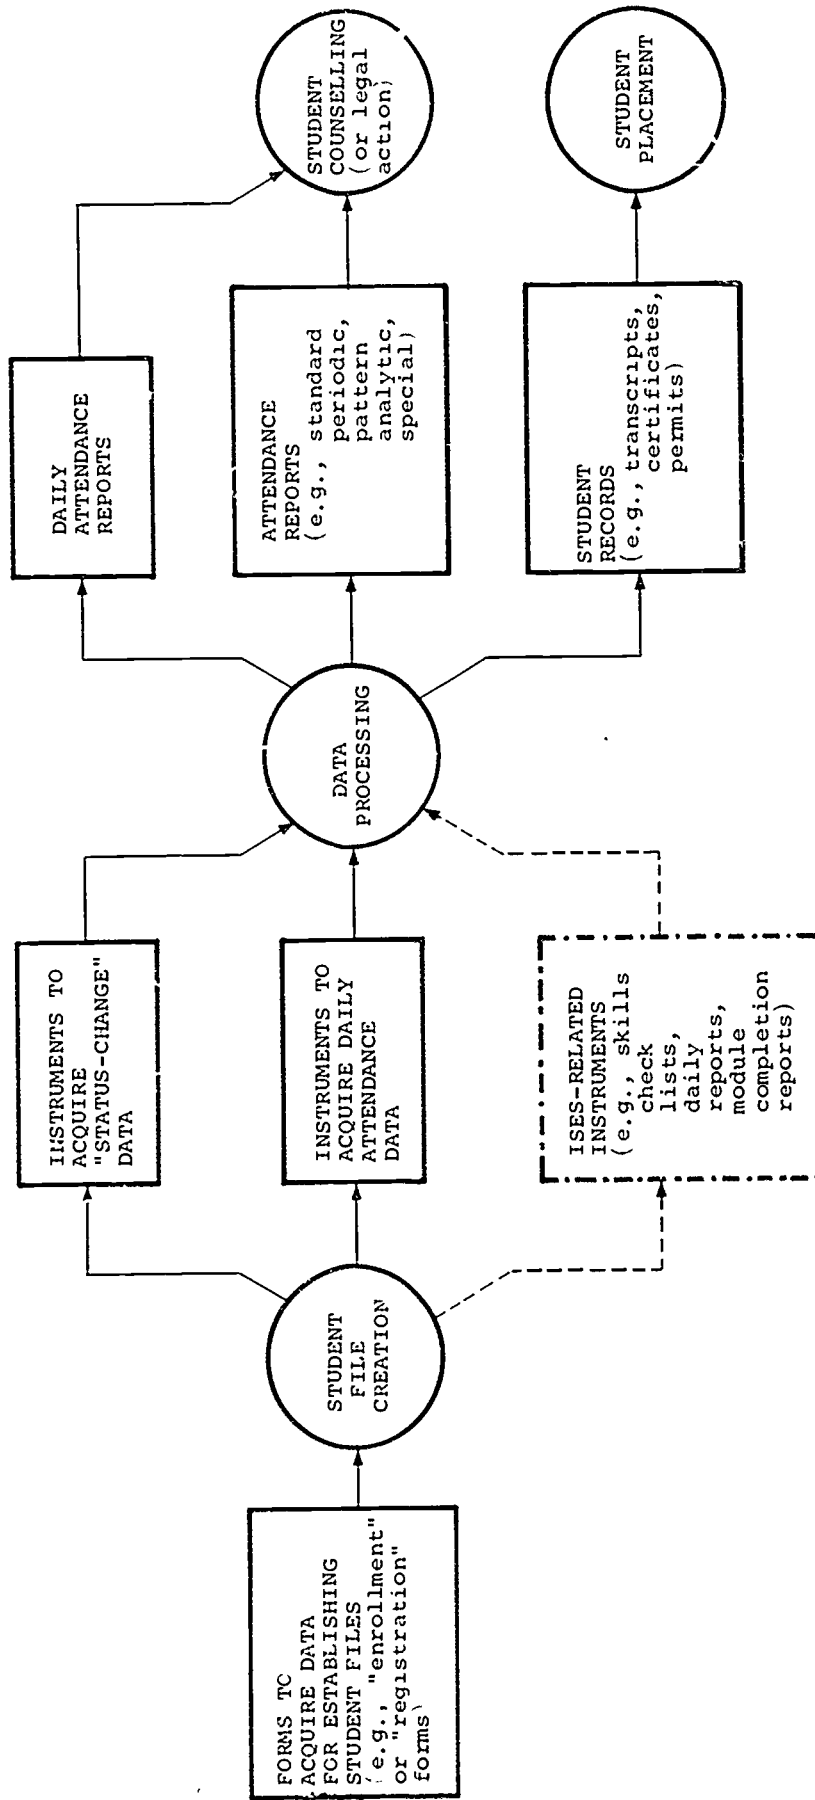 FORMS TO
ACQUIRE DATA
FOR ESTABLISHING
STUDENT FILES
(e.g., "enrollment"
or "registration"
forms)
STUDENT
FILE
CREATION
INSTRUMENTS TO
ACQUIRE
"STATUS-CHANGE"
DATA
INSTRUMENTS TO
ACQUIRE DAILY
ATTENDANCE
DATA
ISES-RELATED
INSTRUMENTS
(e.g., skills
check
lists,
daily
reports,
module
completion
reports)
DATA
PROCESSING
DAILY
ATTENDANCE
REPORTS
ATTENDANCE
REPORTS
(e.g., standard
periodic,
pattern
analytic,
special)
STUDENT
RECORDS
(e.g., transcripts,
certificates,
permits)
STUDENT
COUNSELLING
(or legal
action)
STUDENT
PLACEMENT